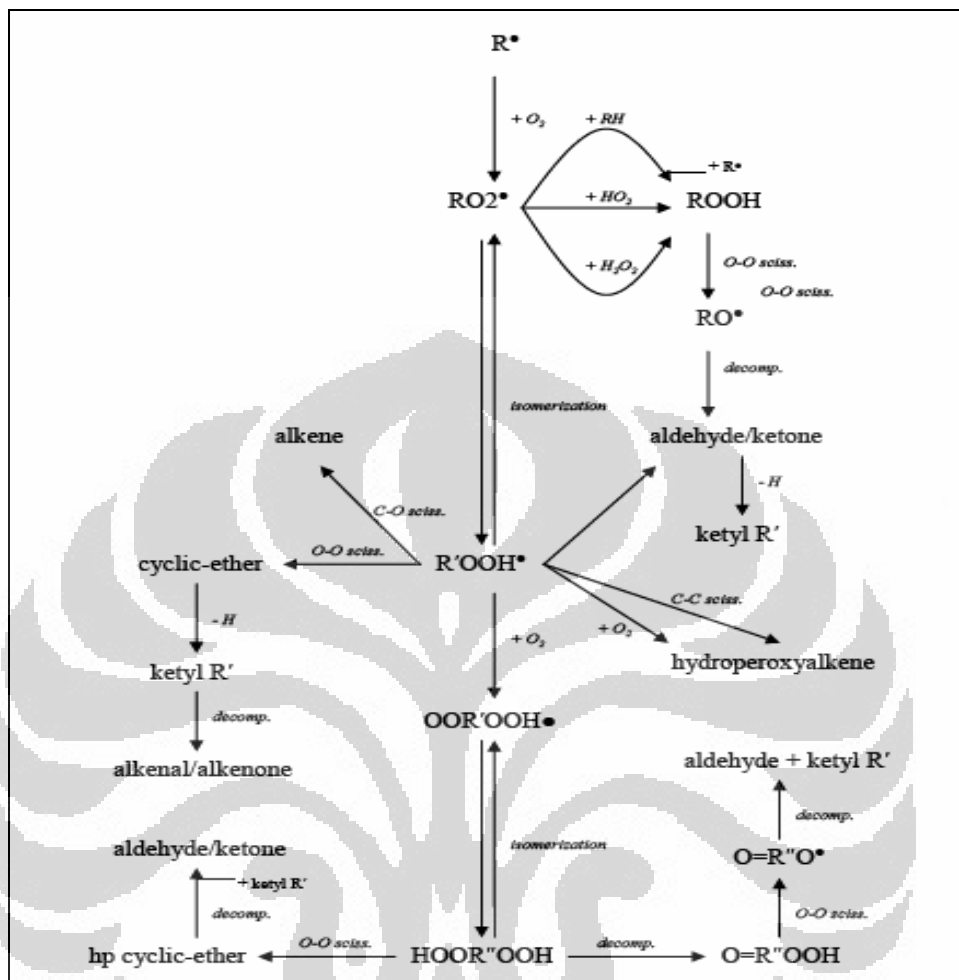 R•
+ O₂
+ RH
+ R•
RO2•
+ HO₂
ROOH
+ H₂O₂
O-O sciss.
O-O sciss.
RO•
decomp.
isomerization
alkene
aldehyde/ketone
- H
C-O sciss.
ketyl R'
O-O sciss.
cyclic-ether
R'OOH•
C-C sciss.
- H
+ O₂
+ O₂
hydroperoxyalkene
ketyl R'
OOR'OOH•
decomp.
alkenal/alkenone
aldehyde + ketyl R'
decomp.
aldehyde/ketone
isomerization
O=R"O•
+ ketyl R'
decomp.
O-O sciss.
O-O sciss.
decomp.
hp cyclic-ether
HOOR"OOH
O=R"OOH